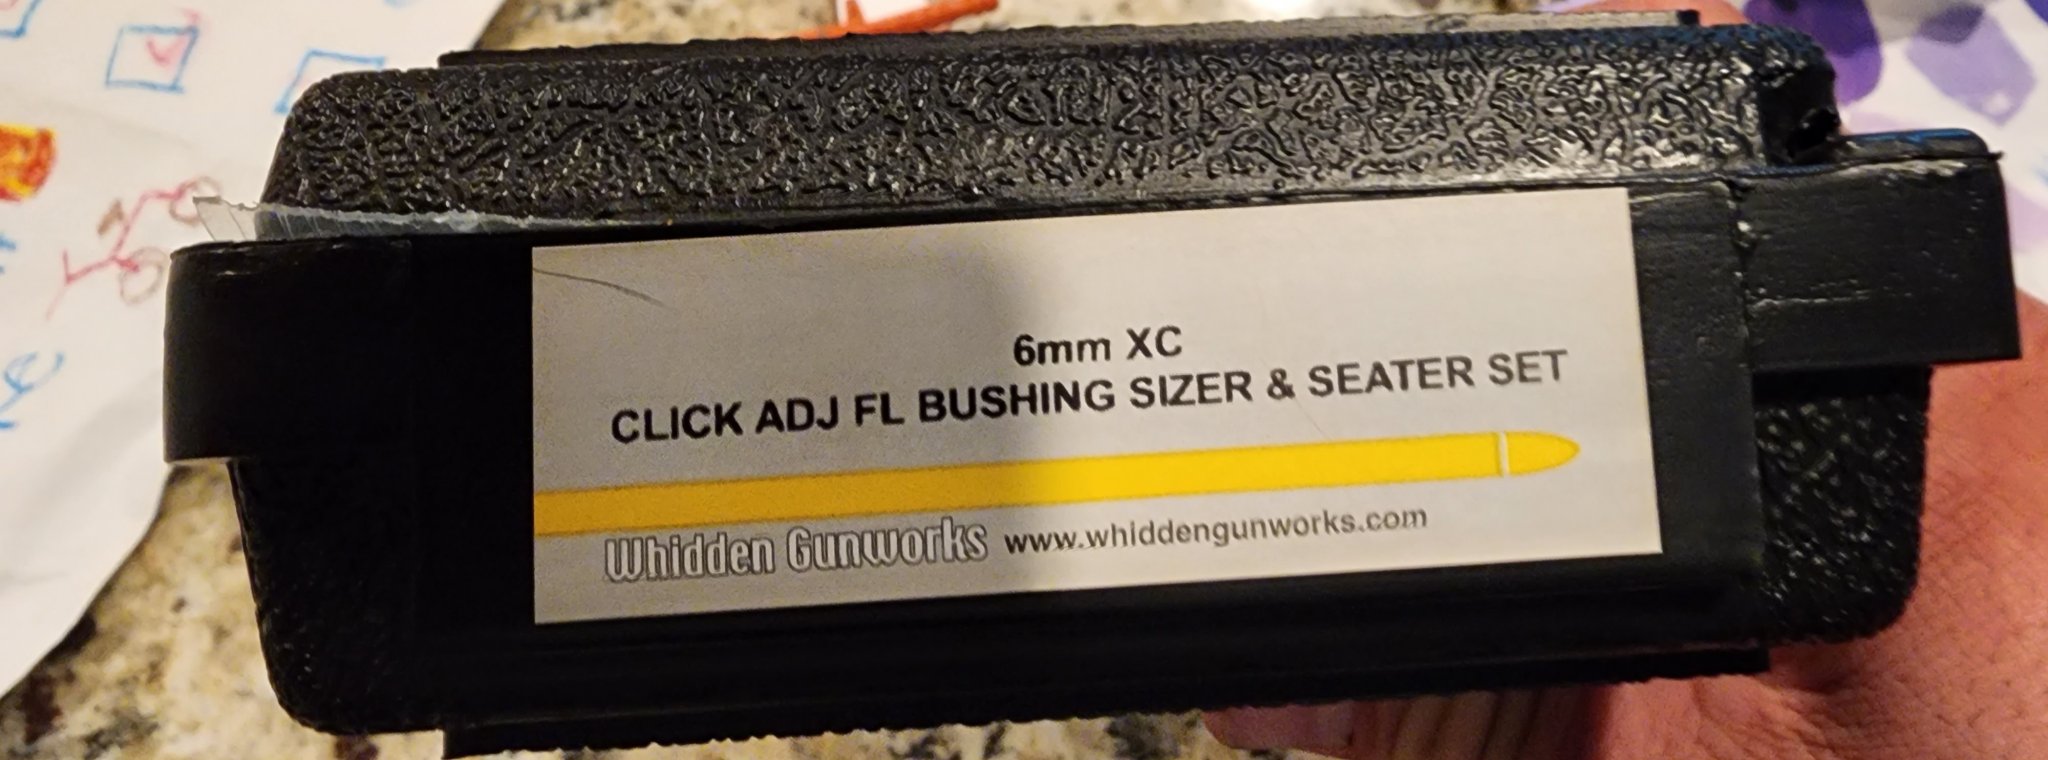 6mm XC
CLICK ADJ FL BUSHING SIZER & SEATER SET
Whidden Gunworks www.whiddengunworks.com